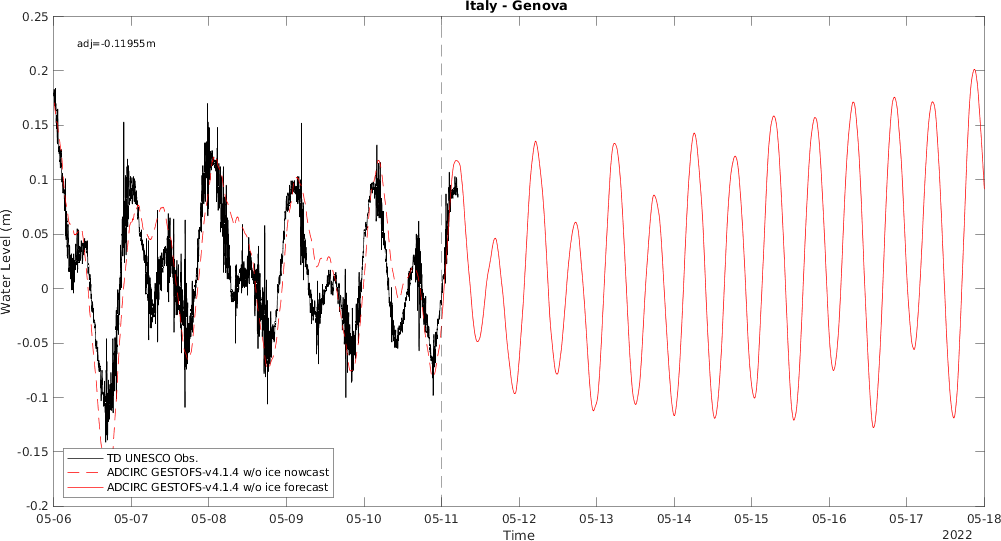 Italy - Genova
0.25
adj=-0.11955m
0.2
0.15
0.1
0.05
0
-0.05
-0.1
-0.15
-0.2
Water Level (m)
TD UNESCO Obs.
ADCIRC GESTOFS-v4.1.4 w/o ice nowcast
ADCIRC GESTOFS-v4.1.4 w/o ice forecast
05-06 05-07 05-08 05-09 05-10 05-11 05-12 05-13 05-14 05-15 05-16 05-17 05-18
Time
2022